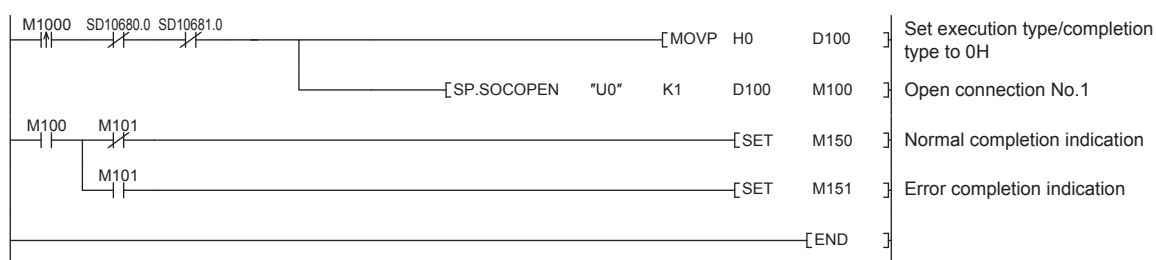 M1000 SD10680.0 SD10681.0
MOVP H0 D100
Set execution type/completion
type to 0H
SP.SOCOPEN "U0" K1 D100 M100
Open connection No.1
M100 M101
SET M150
Normal completion indication
M101
SET M151
Error completion indication
END